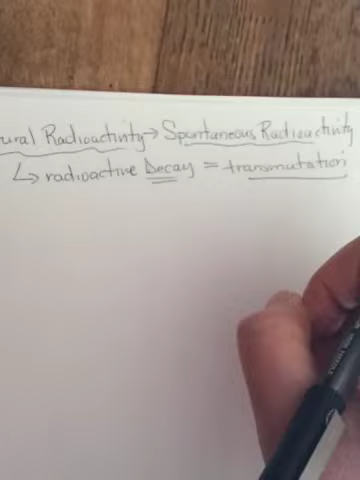 ural Radioactivity → Spontaneous Radioactivity
↳ radioactive Decay = transmutation